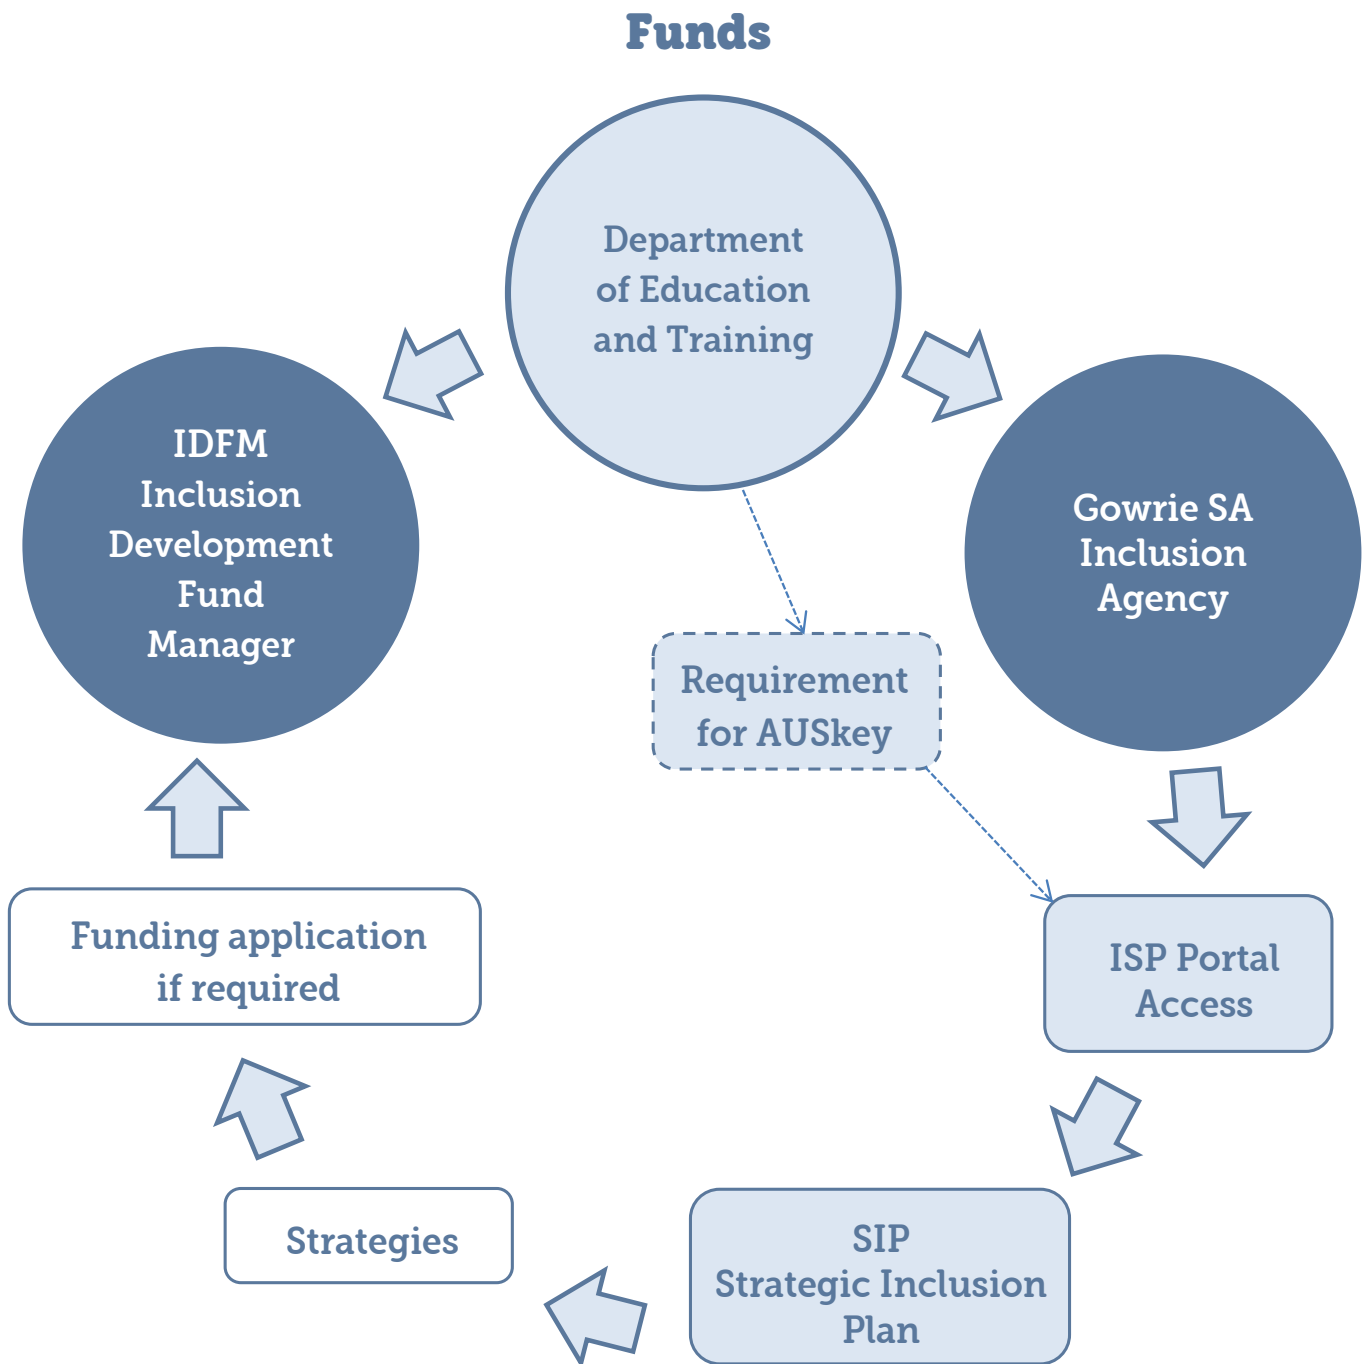 Funds
Department
of Education
and Training
IDFM
Inclusion
Development
Fund
Manager
Gowrie SA
Inclusion
Agency
Requirement
for AUSkey
Funding application
if required
ISP Portal
Access
Strategies
SIP
Strategic Inclusion
Plan